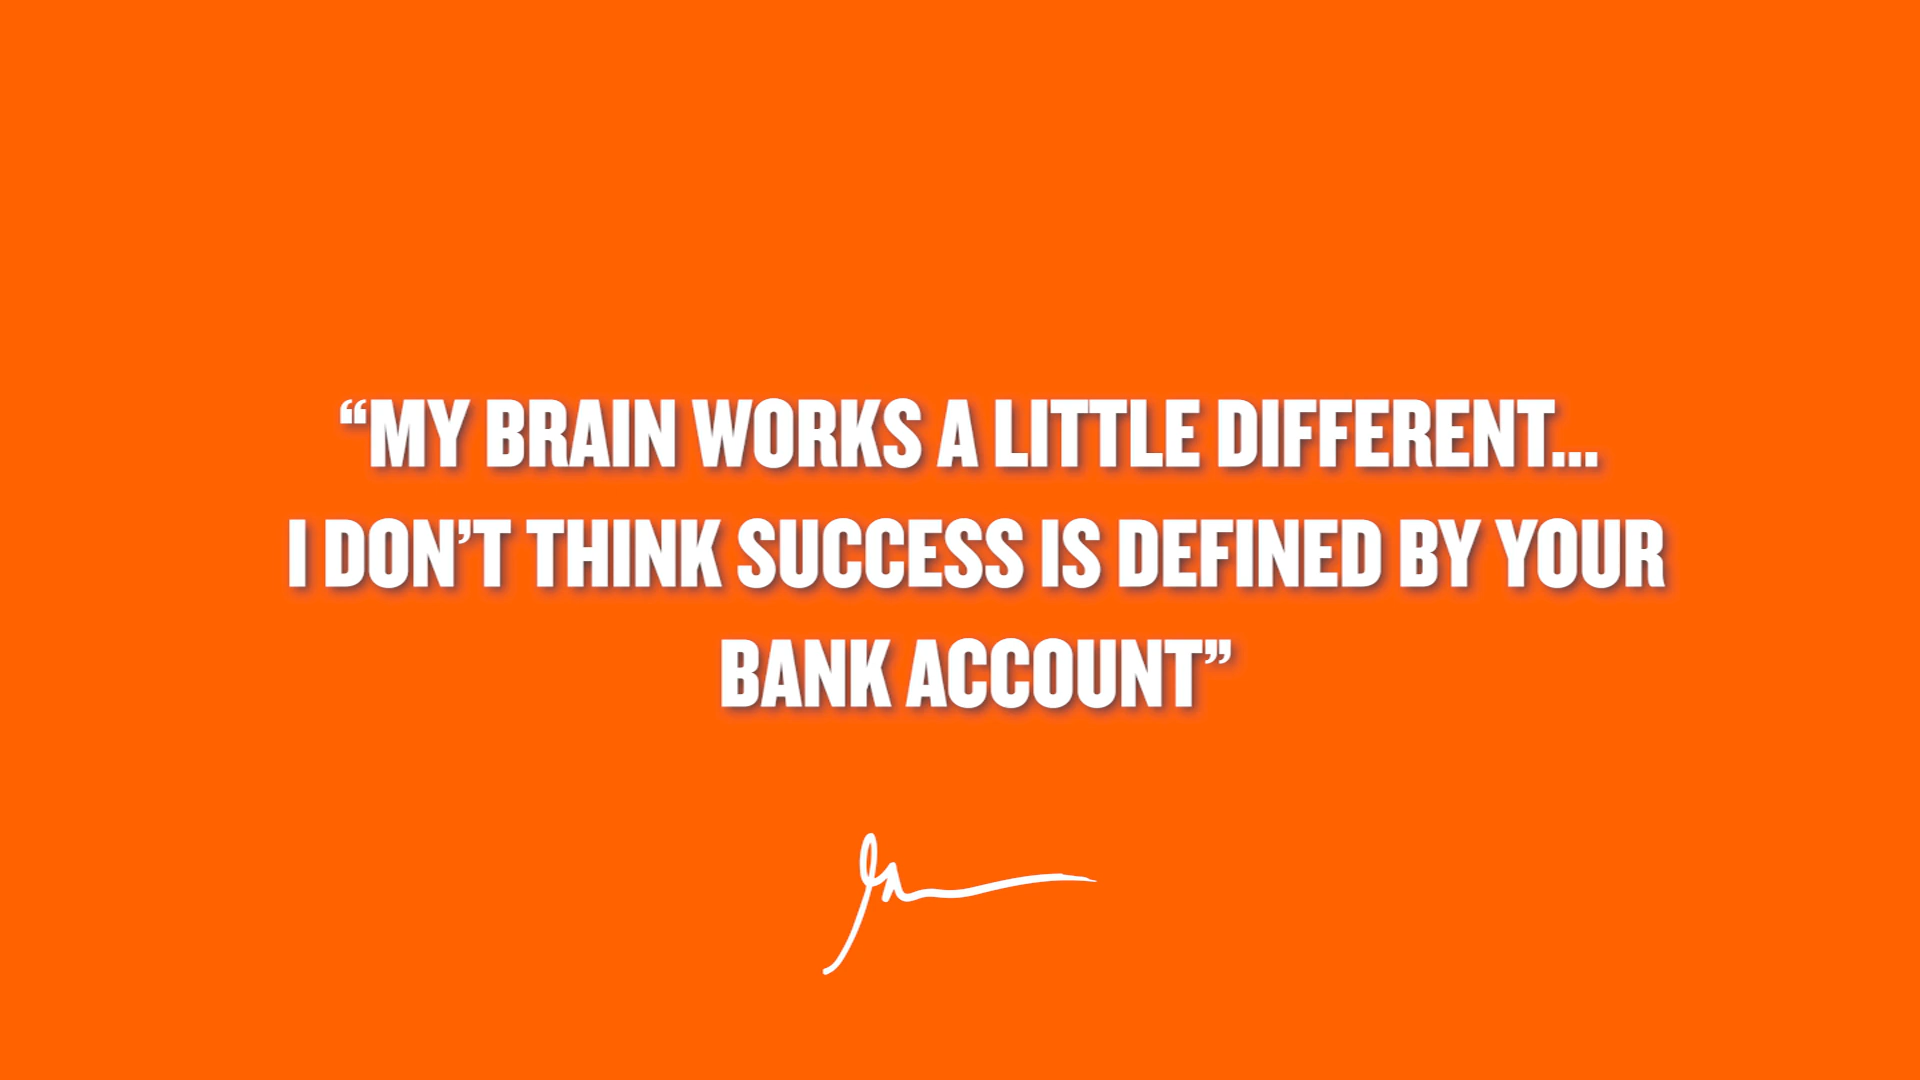 “MY BRAIN WORKS A LITTLE DIFFERENT...
I DON’T THINK SUCCESS IS DEFINED BY YOUR
BANK ACCOUNT”